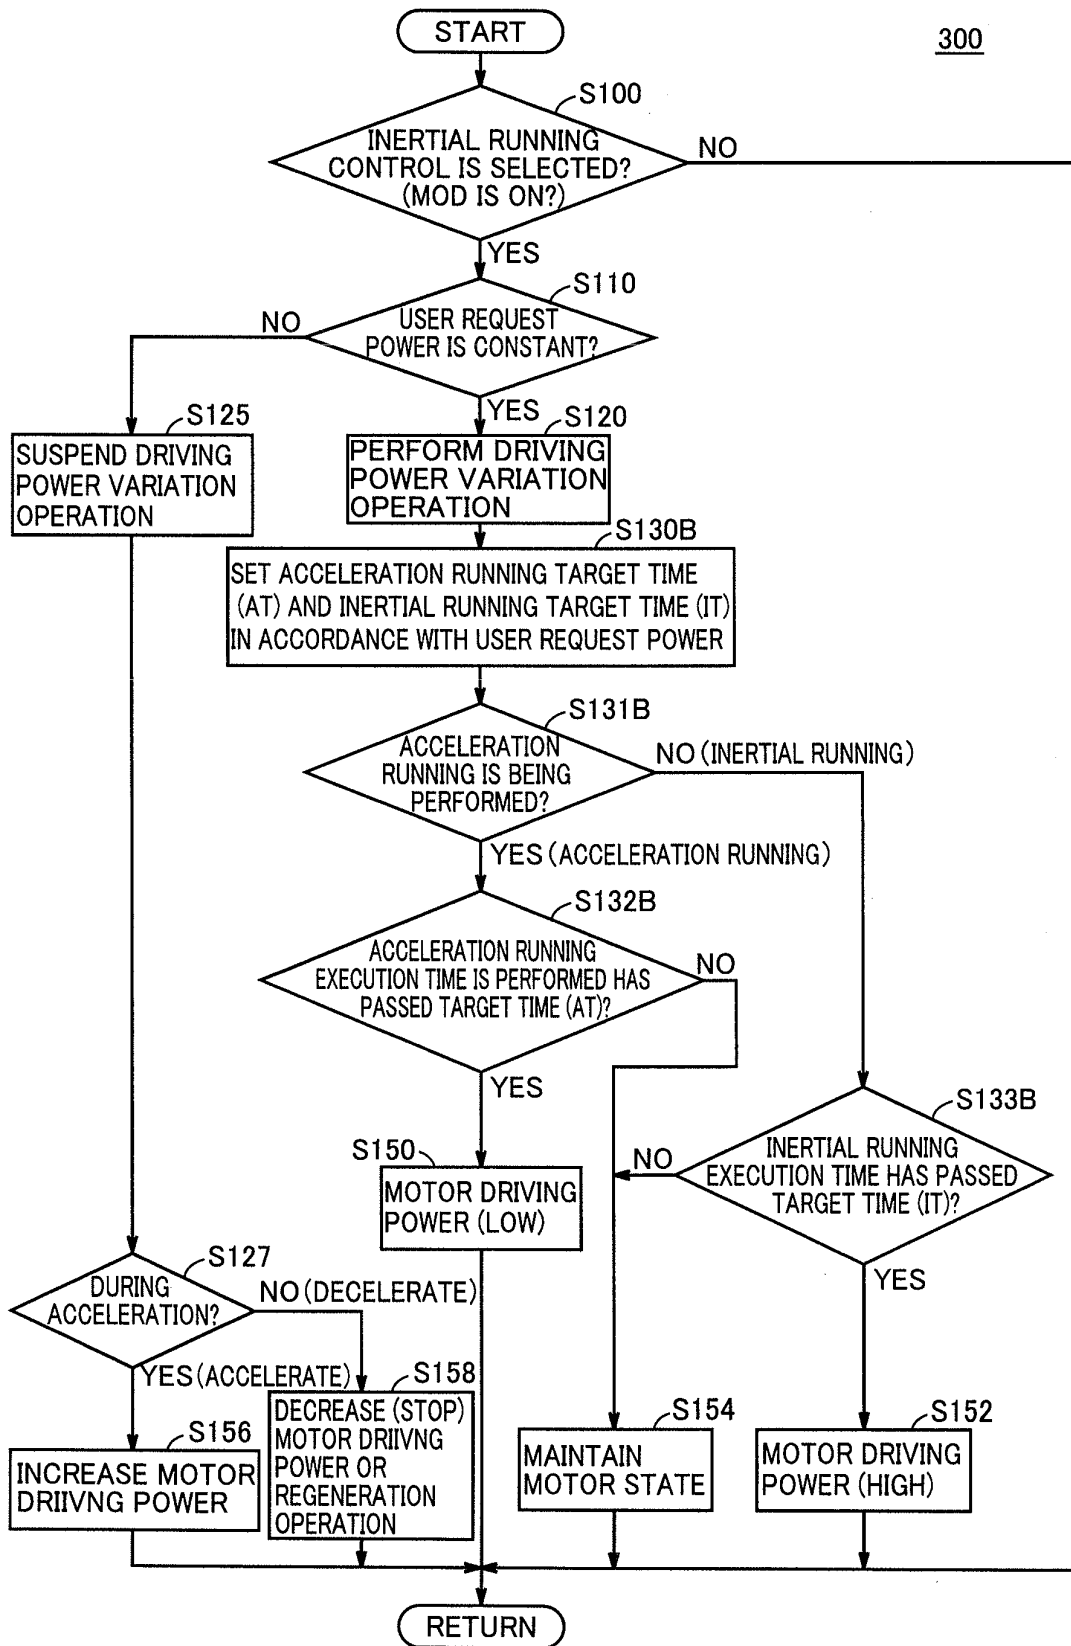 START
300
S100
INERTIAL RUNNING
CONTROL IS SELECTED?
(MOD IS ON?)
NO
YES
S110
USER REQUEST
POWER IS CONSTANT?
NO
YES
S125
SUSPEND DRIVING
POWER VARIATION
OPERATION
S120
PERFORM DRIVING
POWER VARIATION
OPERATION
S130B
SET ACCELERATION RUNNING TARGET TIME
(AT) AND INERTIAL RUNNING TARGET TIME (IT)
IN ACCORDANCE WITH USER REQUEST POWER
S131B
ACCELERATION
RUNNING IS BEING
PERFORMED?
NO (INERTIAL RUNNING)
YES (ACCELERATION RUNNING)
S132B
ACCELERATION RUNNING
EXECUTION TIME IS PERFORMED HAS
PASSED TARGET TIME (AT)?
NO
YES
S133B
INERTIAL RUNNING
EXECUTION TIME HAS PASSED
TARGET TIME (IT)?
NO
YES
S150
MOTOR DRIVING
POWER (LOW)
S127
DURING
ACCELERATION?
NO (DECELERATE)
YES (ACCELERATE)
S158
DECREASE (STOP)
MOTOR DRIIVNG
POWER OR
REGENERATION
OPERATION
S156
INCREASE MOTOR
DRIIVNG POWER
S154
MAINTAIN
MOTOR STATE
S152
MOTOR DRIVING
POWER (HIGH)
RETURN